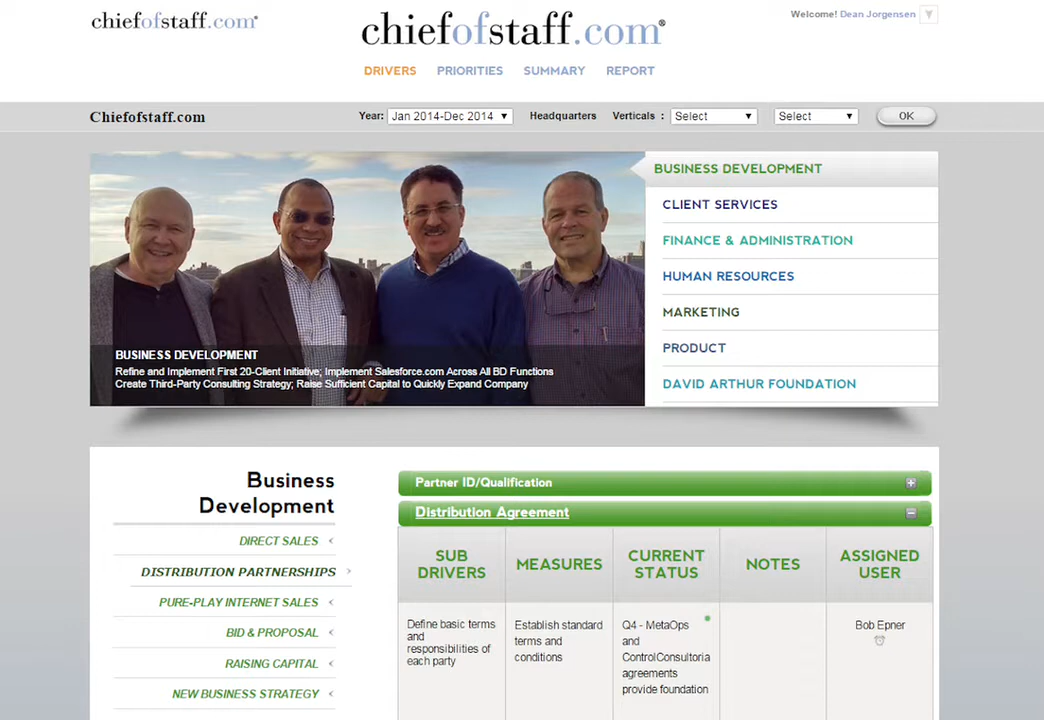 chiefofstaff.com®
chiefofstaff.com®
Welcome! Dean Jorgensen
DRIVERS PRIORITIES SUMMARY REPORT
Chiefofstaff.com
Year: Jan 2014-Dec 2014 Headquarters Verticals : Select Select OK
BUSINESS DEVELOPMENT
CLIENT SERVICES
FINANCE & ADMINISTRATION
HUMAN RESOURCES
MARKETING
PRODUCT
DAVID ARTHUR FOUNDATION
BUSINESS DEVELOPMENT
Refine and Implement First 20-Client Initiative; Implement Salesforce.com Across All BD Functions
Create Third-Party Consulting Strategy; Raise Sufficient Capital to Quickly Expand Company
Business
Development
DIRECT SALES
DISTRIBUTION PARTNERSHIPS
PURE-PLAY INTERNET SALES
BID & PROPOSAL
RAISING CAPITAL
NEW BUSINESS STRATEGY
Partner ID/Qualification
Distribution Agreement
SUB
DRIVERS
MEASURES
CURRENT
STATUS
NOTES
ASSIGNED
USER
Define basic terms
and
responsibilities of
each party
Establish standard
terms and
conditions
Q4 - MetaOps
and
ControlConsultoria
agreements
provide foundation
Bob Epner